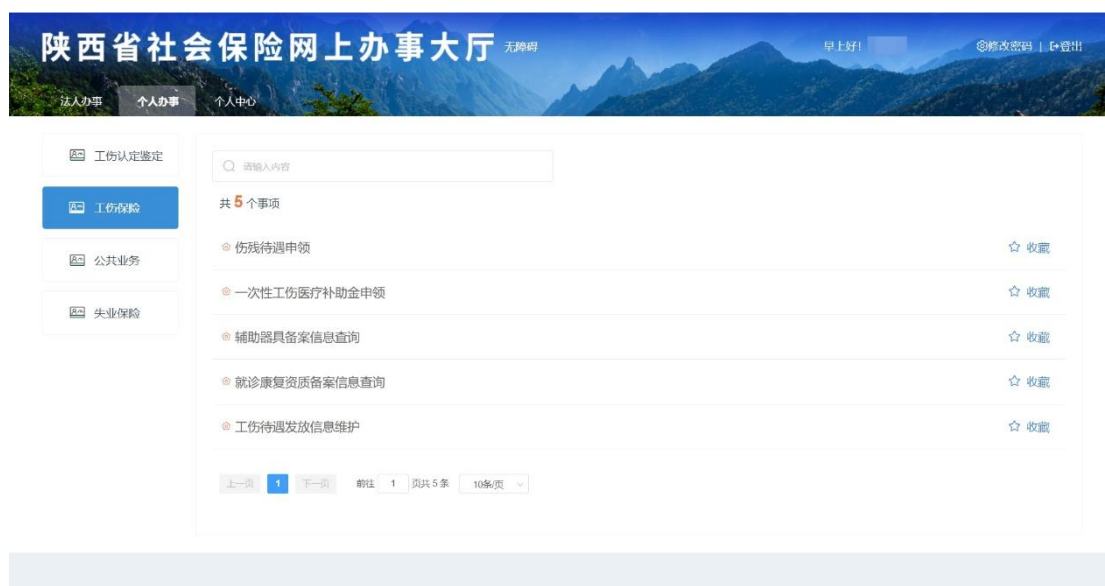 陕西省社会保险网上办事大厅 无障碍
早上好!
修改密码 | 登出
法人办事 个人办事 个人中心
工伤认定鉴定
工伤保险
公共业务
失业保险
请输入内容
共5个事项
伤残待遇申领 收藏
一次性工伤医疗补助金申领 收藏
辅助器具备案信息查询 收藏
就诊康复资质备案信息查询 收藏
工伤待遇发放信息维护 收藏
上一页 1 下一页 前往 1 页共 5 条 10条/页